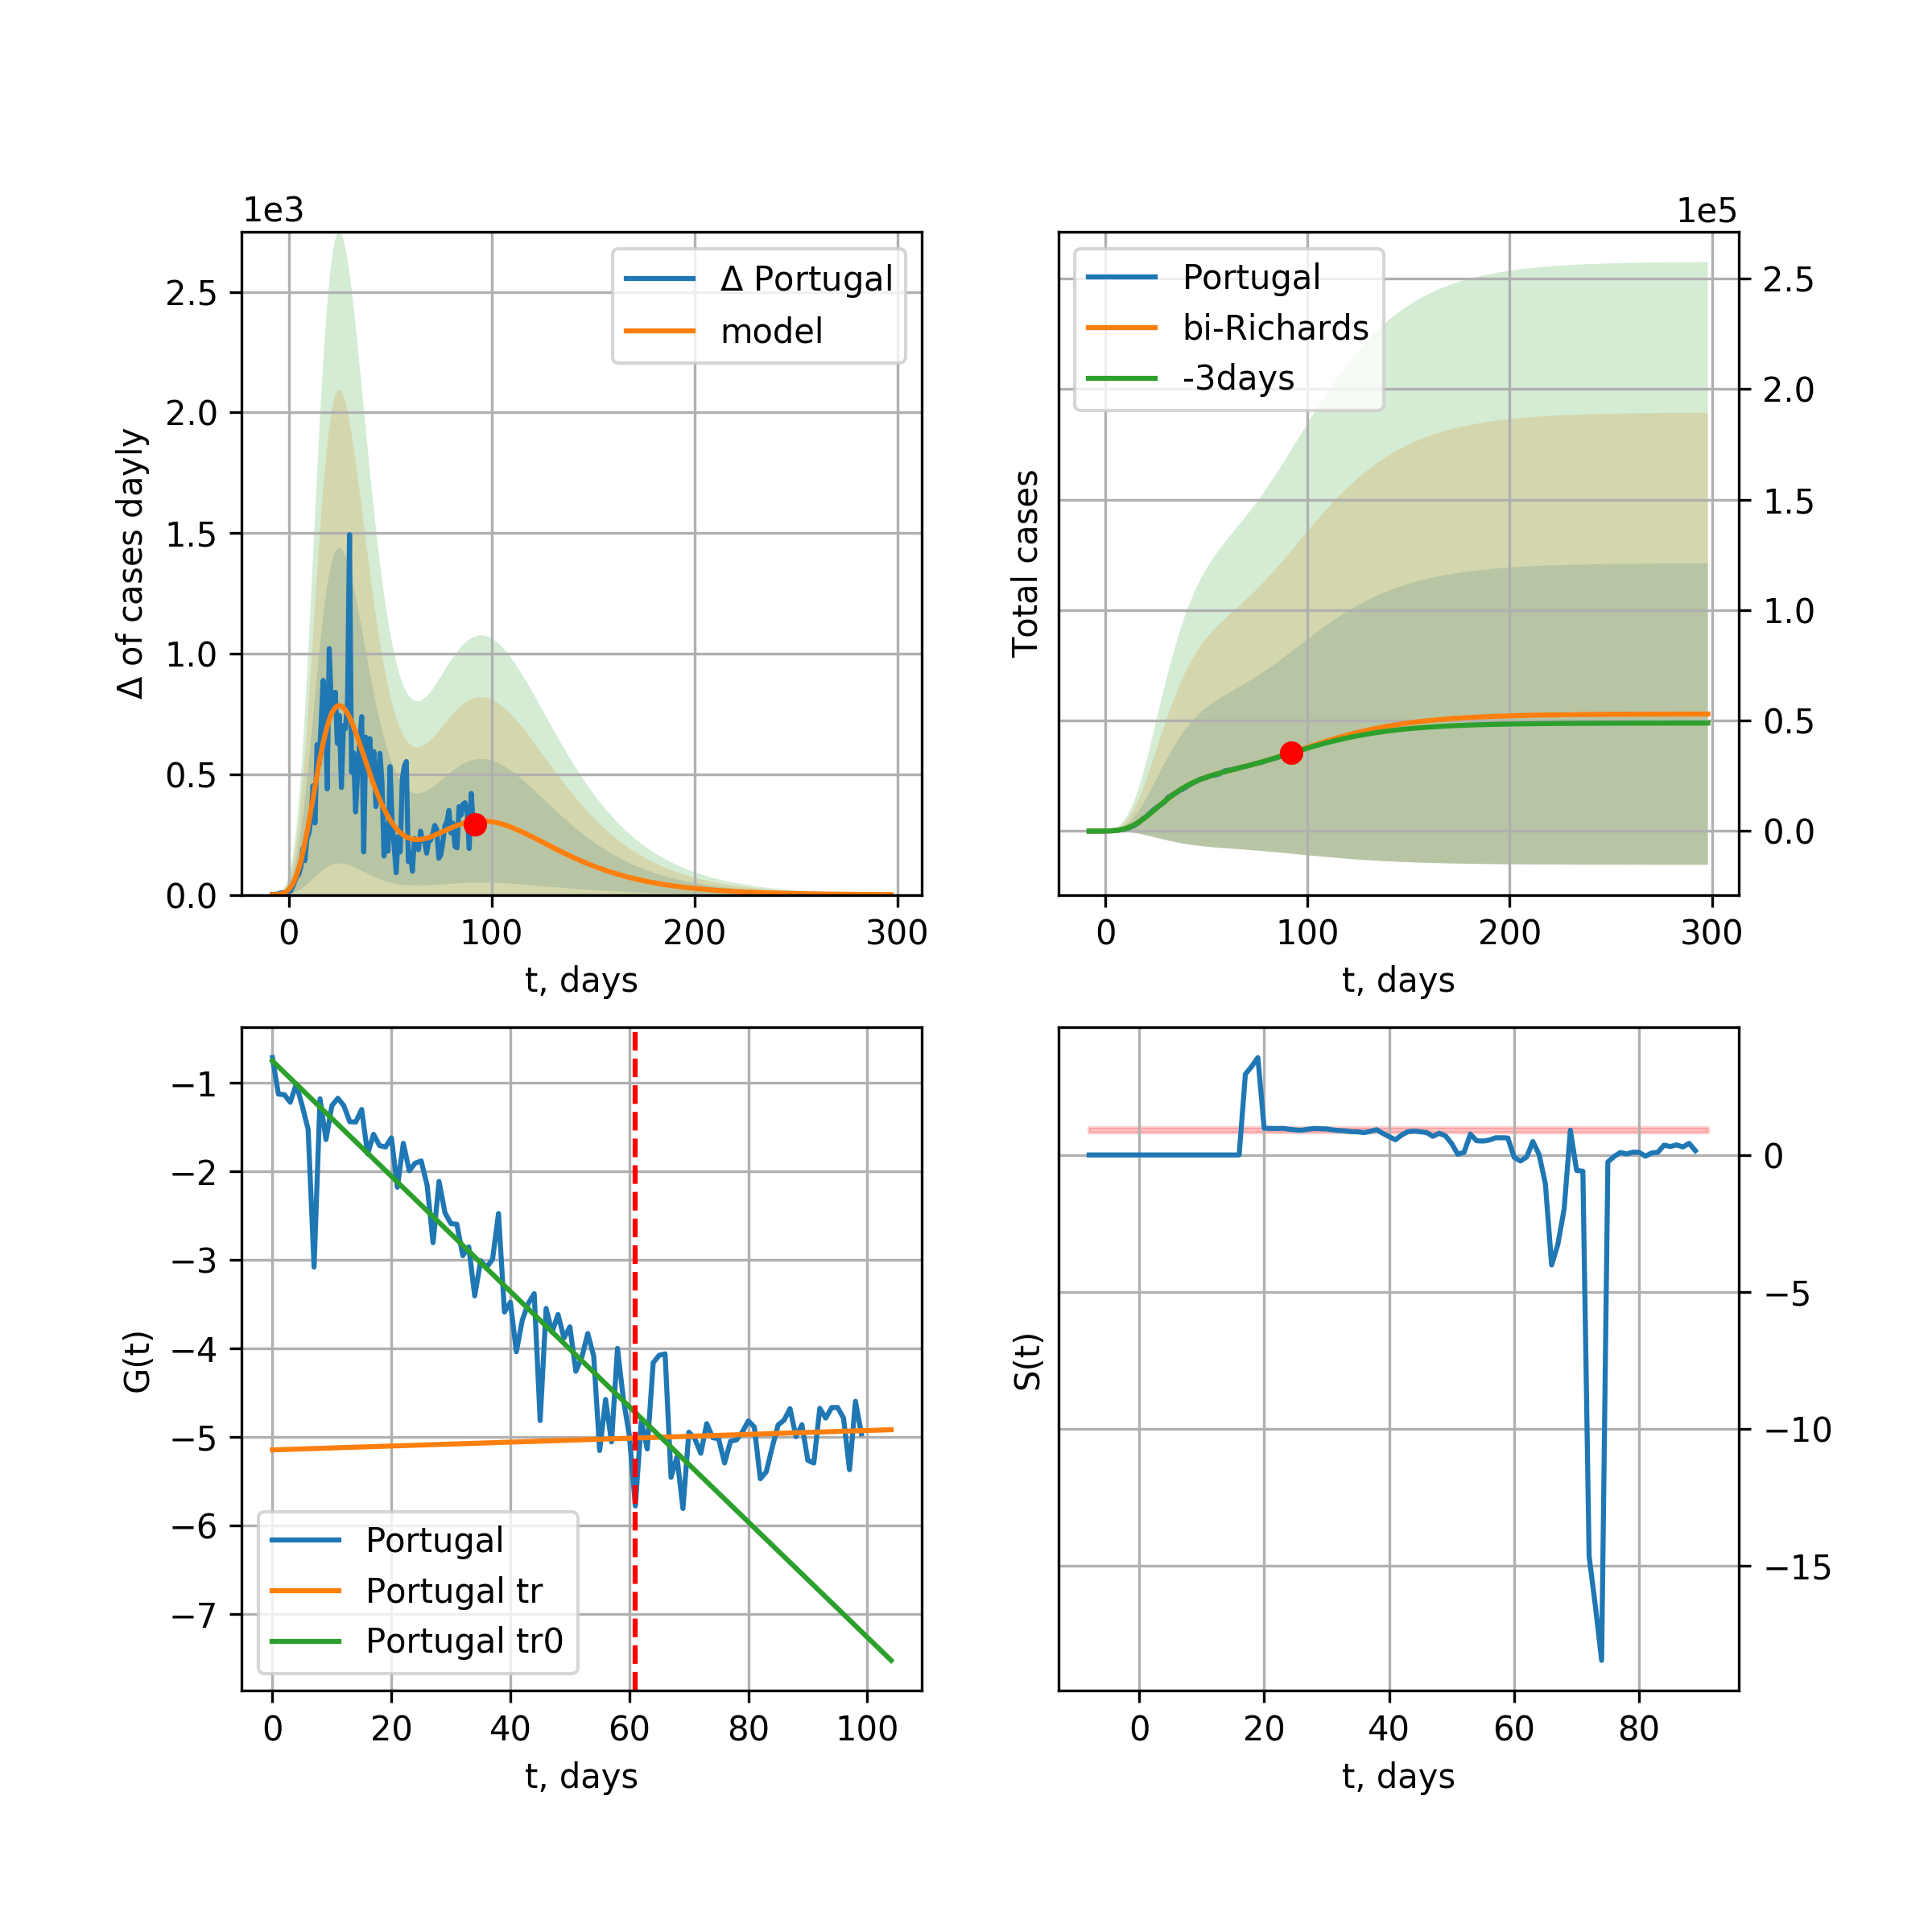 1e3
Δ of cases dayly
2.5
2.0
1.5
1.0
0.5
0.0
0 100 200 300
t, days
Δ Portugal
model
1e5
Total cases
2.5
2.0
1.5
1.0
0.5
0.0
0 100 200 300
t, days
Portugal
bi-Richards
-3days
G(t)
−1
−2
−3
−4
−5
−6
−7
0 20 40 60 80 100
t, days
Portugal
Portugal tr
Portugal tr0
S(t)
0
−5
−10
−15
0 20 40 60 80
t, days